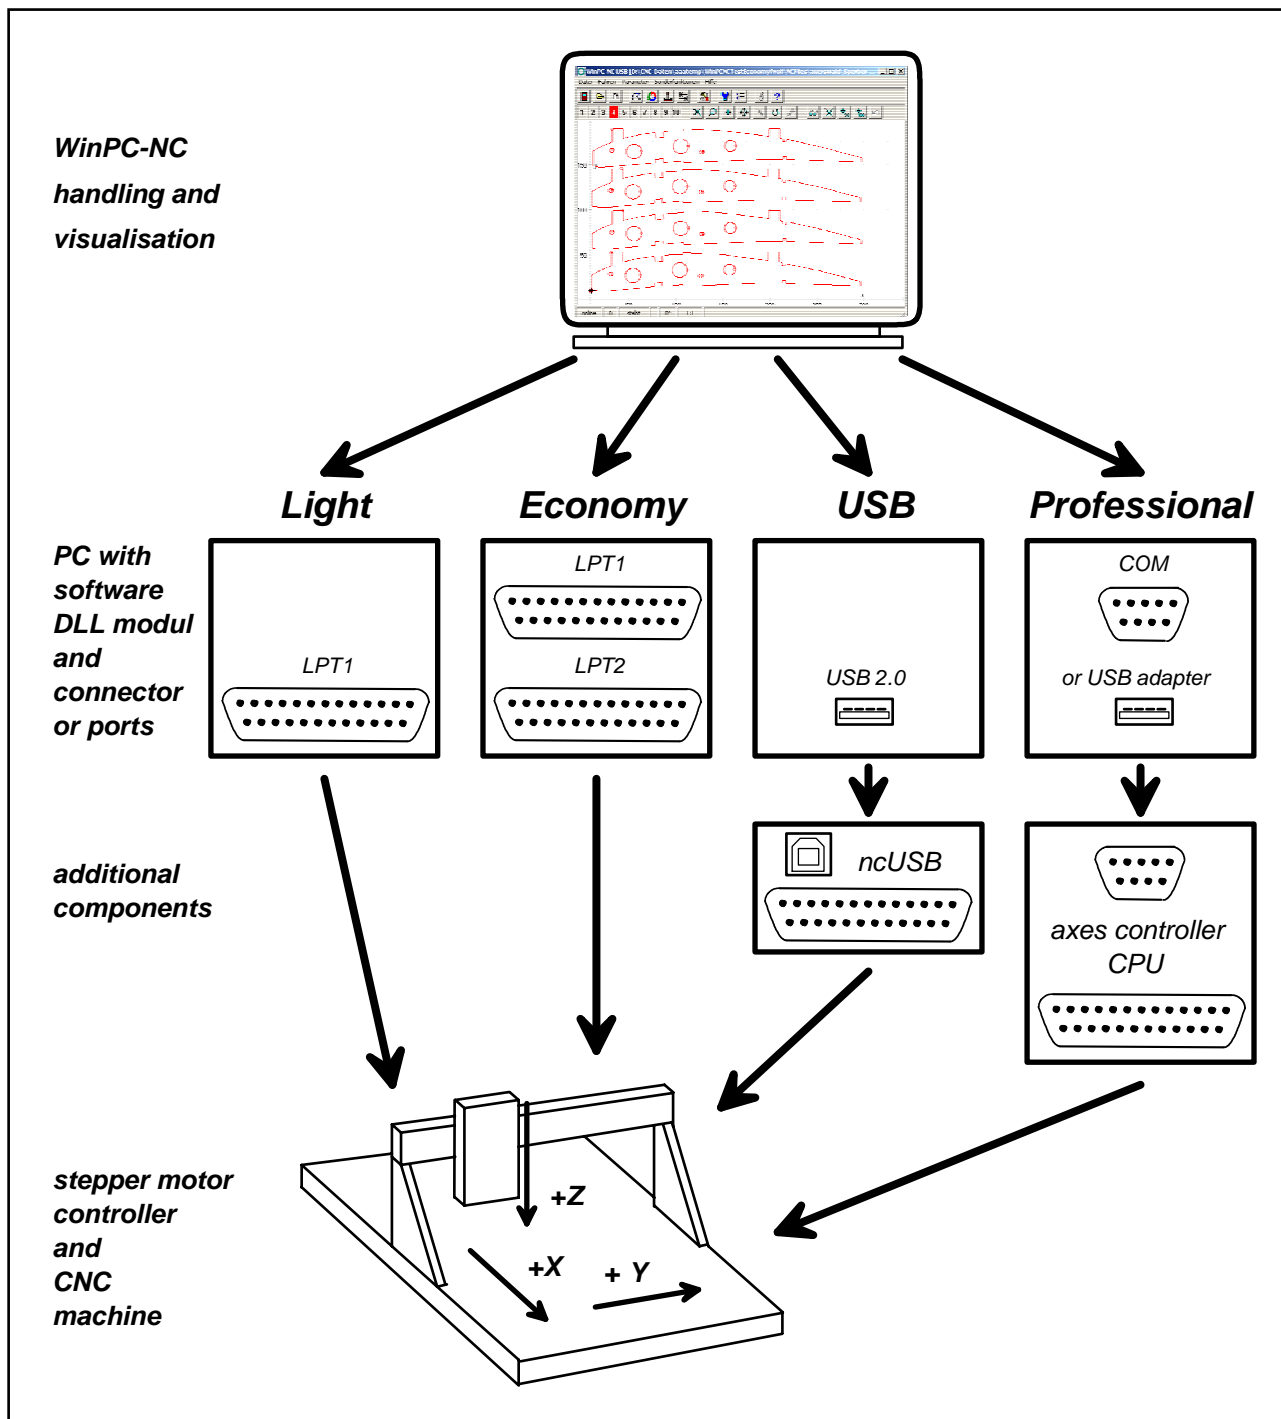 WinPC-NC
handling and
visualisation
Light
Economy
USB
Professional
PC with
software
DLL modul
and
connector
or ports
LPT1
LPT1
LPT2
USB 2.0
COM
or USB adapter
additional
components
ncUSB
axes controller
CPU
stepper motor
controller
and
CNC
machine
+Z
+X
+ Y